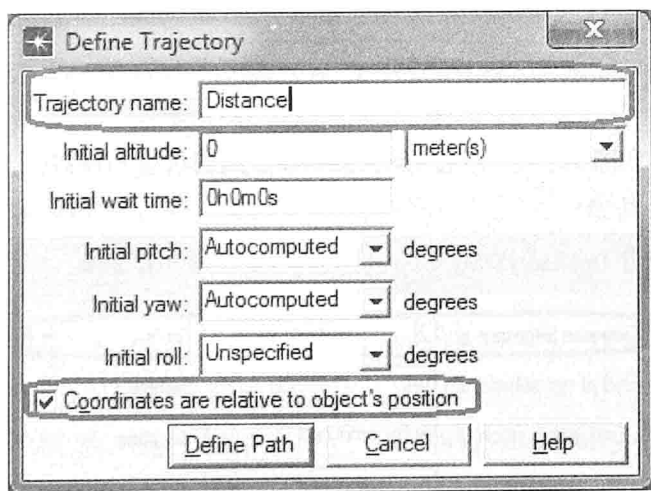 Define Trajectory
Trajectory name: Distance
Initial altitude: 0 meter(s)
Initial wait time: 0h0m0s
Initial pitch: Autocomputed degrees
Initial yaw: Autocomputed degrees
Initial roll: Unspecified degrees
Coordinates are relative to object's position
Define Path Cancel Help